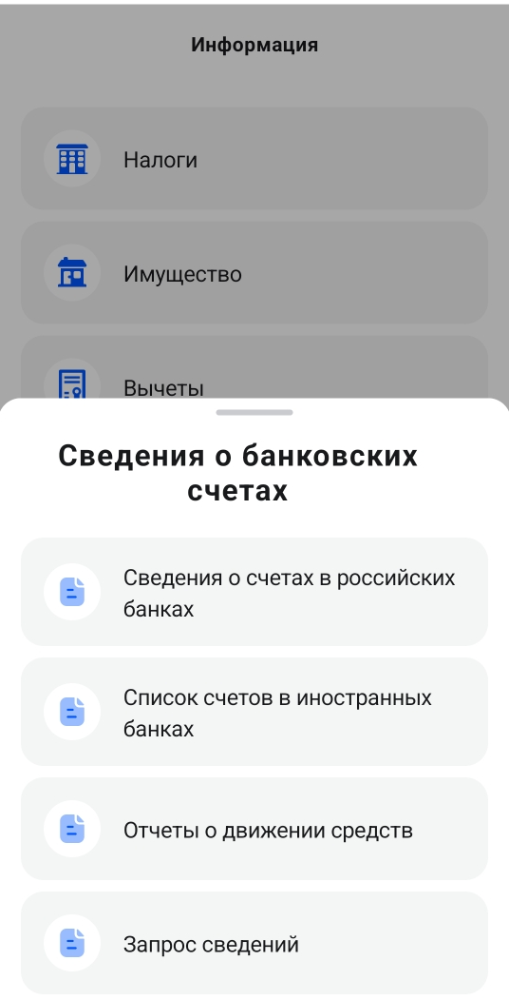 Информация
Налоги
Имущество
Вычеты
Сведения о банковских
счетах
Сведения о счетах в российских
банках
Список счетов в иностранных
банках
Отчеты о движении средств
Запрос сведений